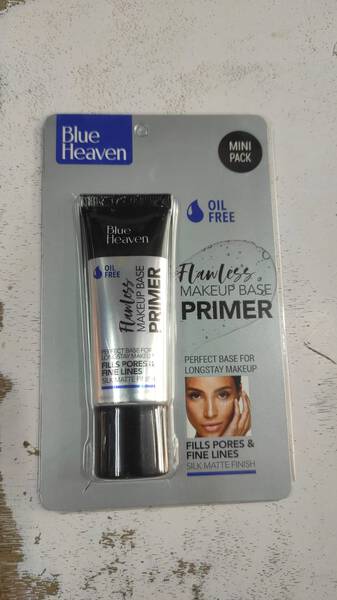 Blue
Heaven
MINI
PACK
OIL
FREE
Flawless
MAKEUP BASE
PRIMER
PERFECT BASE FOR
LONGSTAY MAKEUP
FILLS PORES &
FINE LINES
SILK MATTE FINISH
Blue
Heaven
OIL
FREE
Flawless
MAKEUP BASE
PRIMER
PERFECT BASE FOR
LONGSTAY MAKEUP
FILLS PORES &
FINE LINES
SILK MATTE FINISH